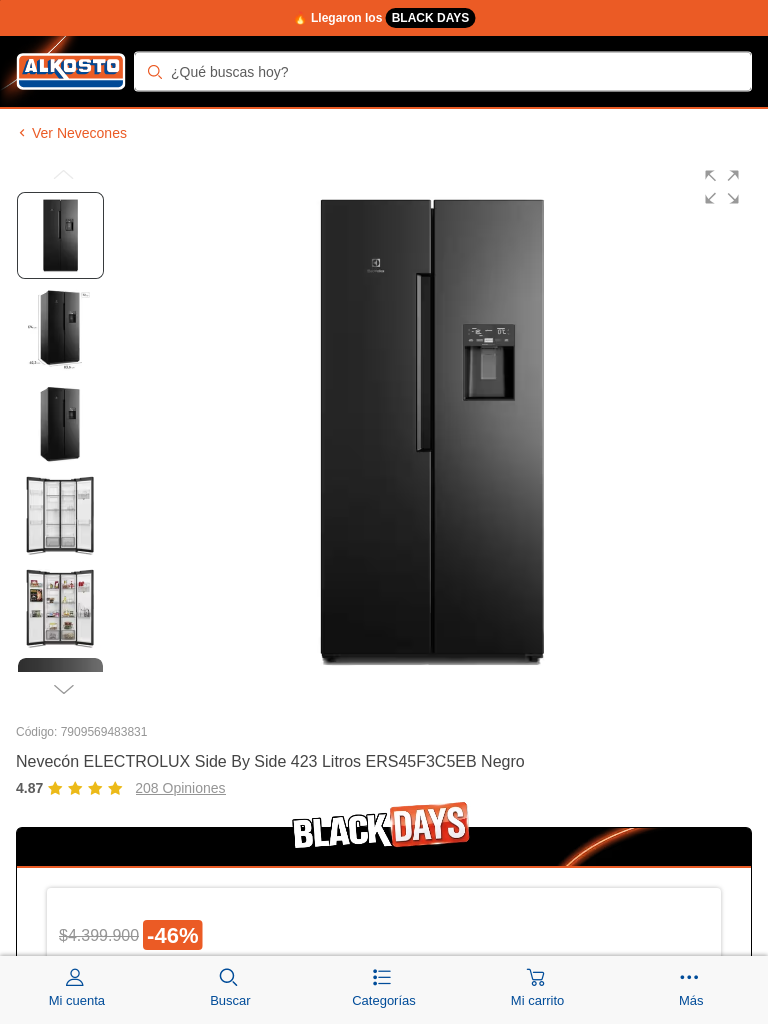 🔥 Llegaron los BLACK DAYS
ALKOSTO
¿Qué buscas hoy?
Ver Nevecones
Código: 7909569483831
Nevecón ELECTROLUX Side By Side 423 Litros ERS45F3C5EB Negro
4.87
208 Opiniones
BLACK DAYS
$4.399.900 -46%
Mi cuenta
Buscar
Categorías
Mi carrito
Más